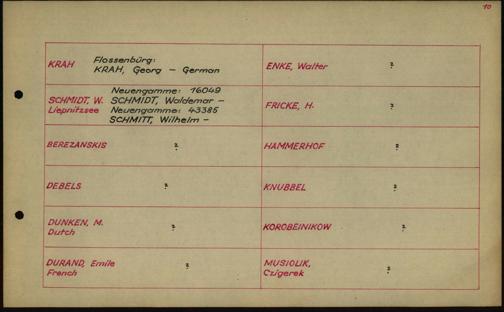 10
KRAH
Flossenbürg:
KRAH, Georg – German
ENKE, Walter ?
SCHMIDT, W.
Liepnitzsee
Neuengamme: 16049
SCHMIDT, Waldemar –
Neuengamme: 43385
SCHMITT, Wilhelm –
FRICKE, H. ?
BEREZANSKIS ?
HAMMERHOF ?
DEBELS ?
KNUBBEL ?
DUNKEN, M. ?
Dutch
KOROBEINIKOW ?
DURAND, Emile ?
French
MUSIOLIK, ?
Czigerek